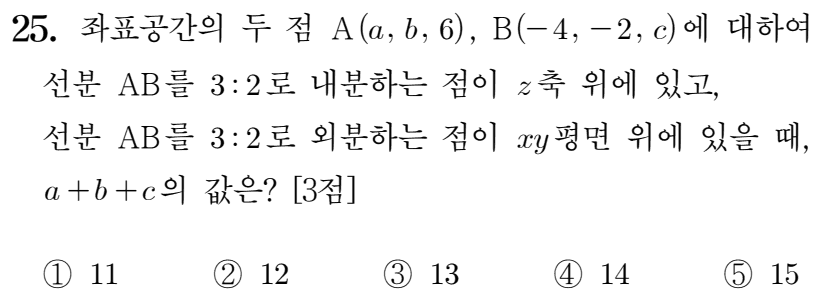 25. 좌표공간의 두 점 A(a, b, 6), B(−4, −2, c)에 대하여
선분 AB를 3:2로 내분하는 점이 z축 위에 있고,
선분 AB를 3:2로 외분하는 점이 xy평면 위에 있을 때,
a+b+c의 값은? [3점]
① 11 ② 12 ③ 13 ④ 14 ⑤ 15